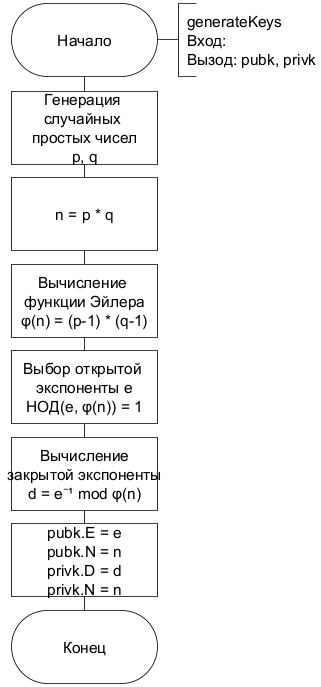 Начало
generateKeys
Вход:
Вызод: pubk, privk
Генерация
случайных
простых чисел
p, q
n = p * q
Вычисление
функции Эйлера
φ(n) = (p-1) * (q-1)
Выбор открытой
экспоненты e
НОД(e, φ(n)) = 1
Вычисление
закрытой экспоненты
d = e⁻¹ mod φ(n)
pubk.E = e
pubk.N = n
privk.D = d
privk.N = n
Конец